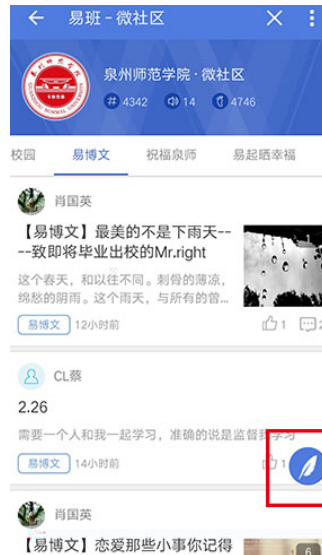 易班-微社区
泉州师范学院·微社区
# 4342 14 4746
校园 易博文 祝福泉师 易起晒幸福
肖国英
【易博文】最美的不是下雨天--
--致即将毕业出校的Mr.right
这个春天，和以往不同。刺骨的薄凉，
绵愁的阴雨。这个雨天，与所有的曾...
易博文 12小时前 1 2
CL蔡
2.26
需要一个人和我一起学习，准确的说是监督我学习
易博文 14小时前 1
肖国英
【易博文】恋爱那些小事你记得
6